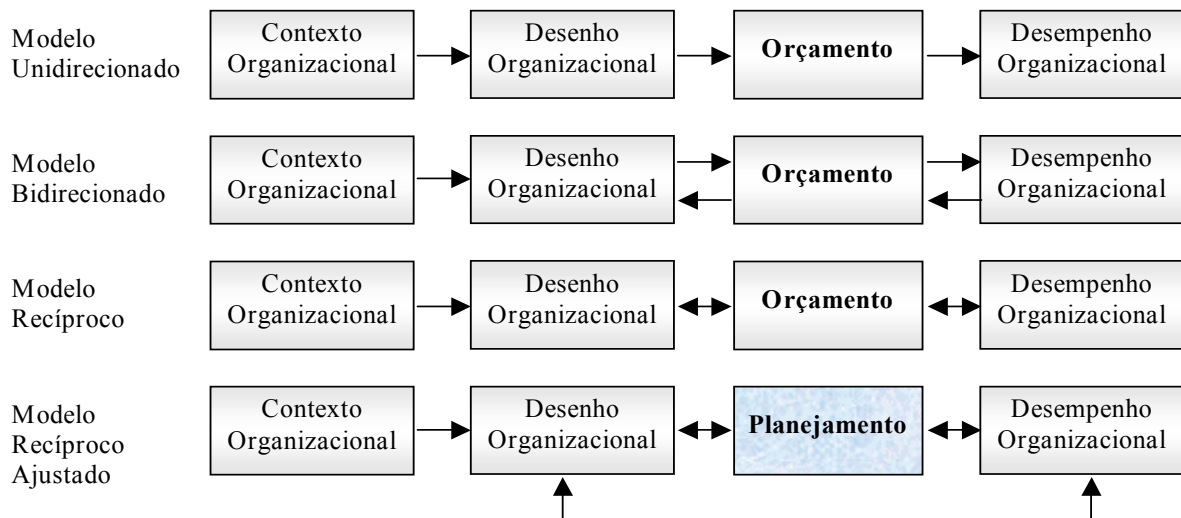 Modelo
Unidirecionado
Contexto
Organizacional
Desenho
Organizacional
Orçamento
Desempenho
Organizacional
Modelo
Bidirecionado
Contexto
Organizacional
Desenho
Organizacional
Orçamento
Desempenho
Organizacional
Modelo
Recíproco
Contexto
Organizacional
Desenho
Organizacional
Orçamento
Desempenho
Organizacional
Modelo
Recíproco
Ajustado
Contexto
Organizacional
Desenho
Organizacional
Planejamento
Desempenho
Organizacional